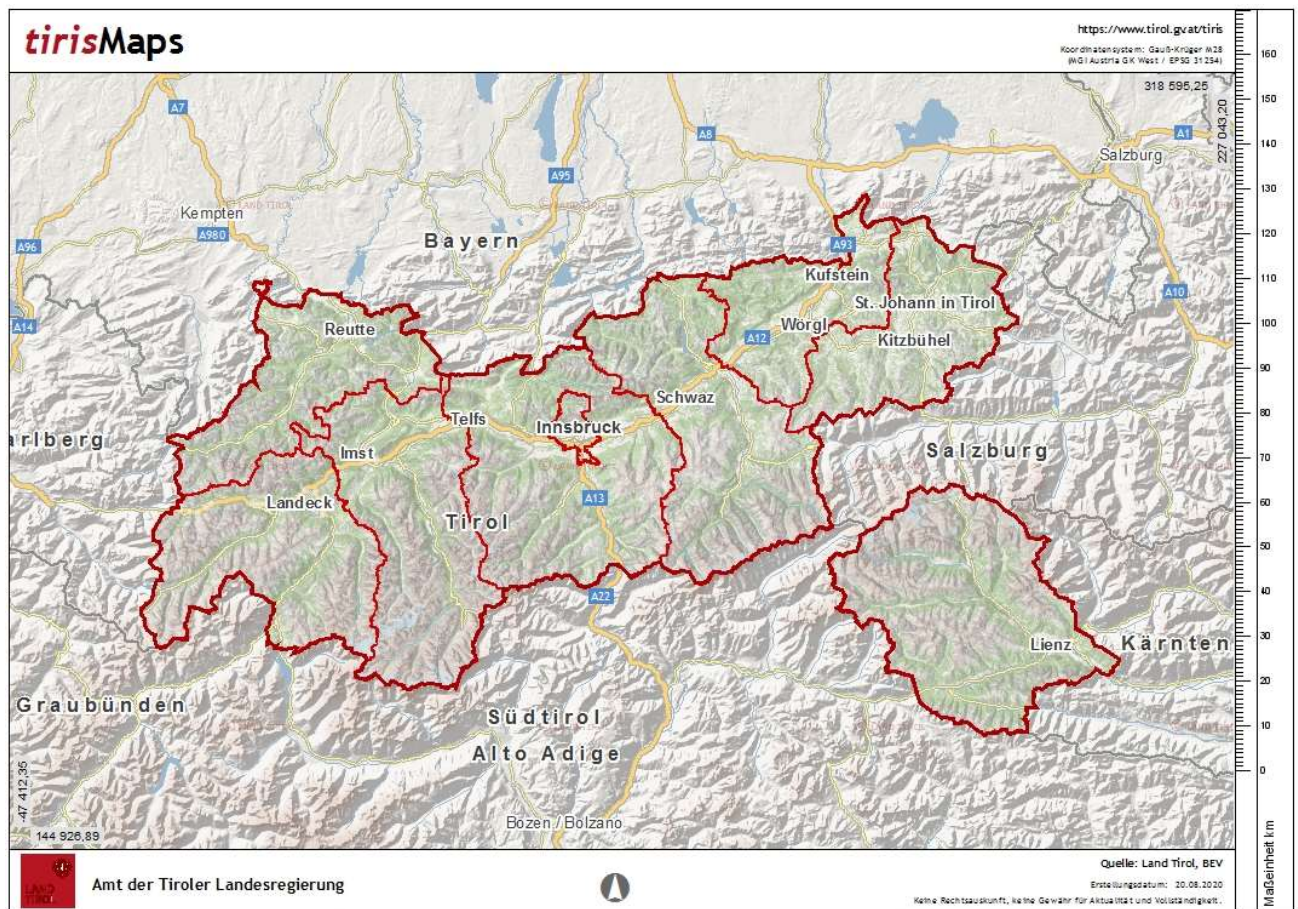 tirisMaps
https://www.tirol.gv.at/tiris
Koordinatensystem: Gauß-Krüger M28
(MGI Austria GK West / EPSG 31254)
318 595,25
227 043,20
A7
A8
A1
Salzburg
A95
Kempten
A980
A96
Bayern
A93
Kufstein
A10
A14
Reutte
St. Johann in Tirol
Wörgl
A12
Kitzbühel
Schwaz
Telfs
Innsbruck
arlberg
Imst
Salzburg
Landeck
A13
Tirol
A22
Lienz
Kärnten
Graubünden
Südtirol
Alto Adige
Bozen / Bolzano
-47 412,35
144 926,89
160
150
140
130
120
110
100
90
80
70
60
50
40
30
20
10
0
Maßeinheit km
LAND
TIROL
Amt der Tiroler Landesregierung
Quelle: Land Tirol, BEV
Erstellungsdatum: 20.08.2020
Keine Rechtsauskunft, keine Gewähr für Aktualität und Vollständigkeit.